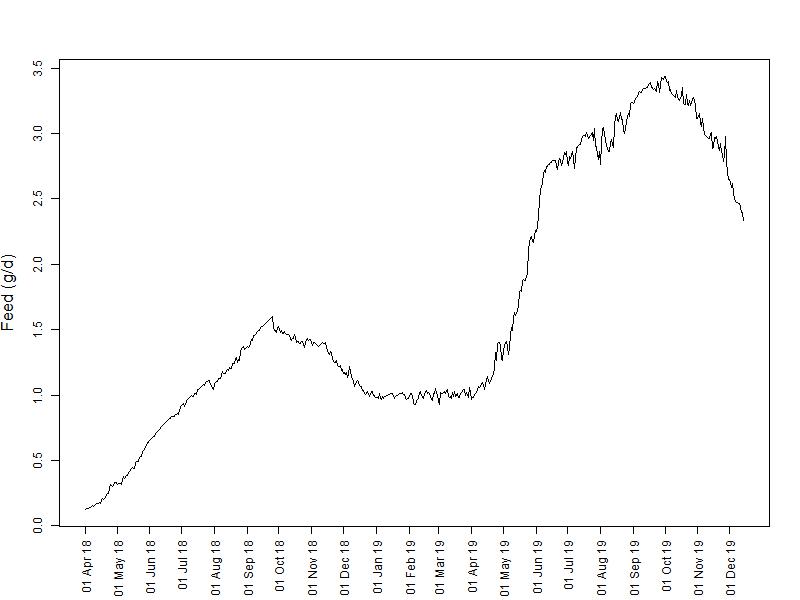 Feed (g/d)
3.5
3.0
2.5
2.0
1.5
1.0
0.5
0.0
01 Apr 18
01 May 18
01 Jun 18
01 Jul 18
01 Aug 18
01 Sep 18
01 Oct 18
01 Nov 18
01 Dec 18
01 Jan 19
01 Feb 19
01 Mar 19
01 Apr 19
01 May 19
01 Jun 19
01 Jul 19
01 Aug 19
01 Sep 19
01 Oct 19
01 Nov 19
01 Dec 19